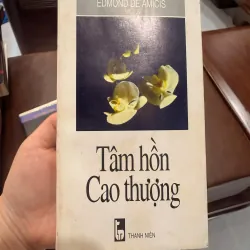 EDMOND DE AMICIS
Tâm hồn
Cao thượng
THANH NIÊN